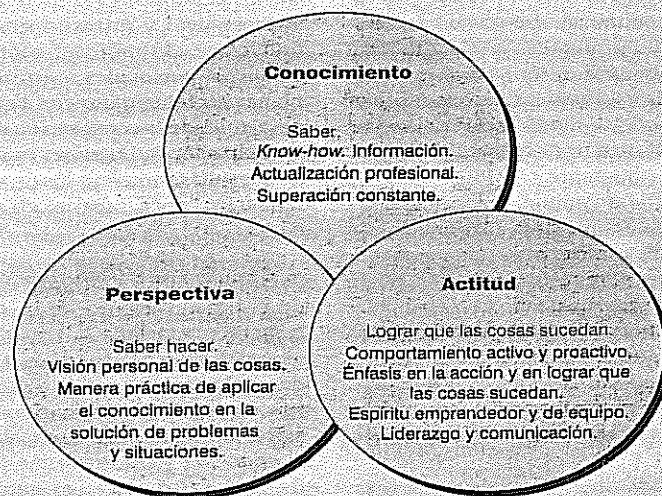 Conocimiento
Saber.
Know-how. Información.
Actualización profesional.
Superación constante.
Perspectiva
Saber hacer.
Visión personal de las cosas.
Manera práctica de aplicar
el conocimiento en la
solución de problemas
y situaciones.
Actitud
Lograr que las cosas sucedan.
Comportamiento activo y proactivo.
Énfasis en la acción y en lograr que
las cosas sucedan.
Espíritu emprendedor y de equipo.
Liderazgo y comunicación.